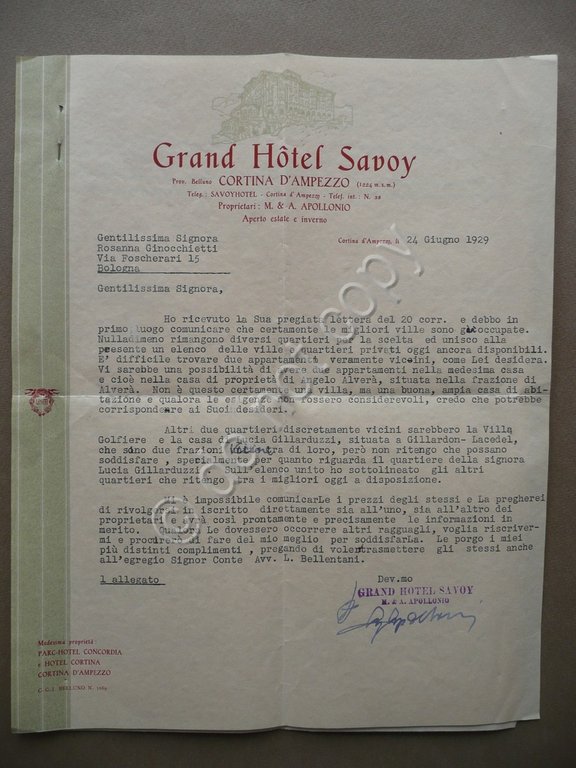 Grand Hôtel Savoy
Prov. Belluno CORTINA D'AMPEZZO (1224 m.s.m.)
Teleg.: SAVOYHOTEL - Cortina d'Ampezzo - Telef. int.: N. 22
Proprietari: M. & A. APOLLONIO
Aperto estate e inverno
Gentilissima Signora
Rosanna Ginocchietti
Via Foscherari 15
Bologna
Cortina d'Ampezzo, li 24 Giugno 1929
Gentilissima Signora,
Ho ricevuto la Sua pregiata lettera del 20 corr. e debbo in
primo luogo comunicare che certamente le migliori ville sono già occupate.
Nulladimeno rimangono diversi quartieri per la scelta ed unisco alla
presente un elenco delle ville e quartieri privati oggi ancora disponibili.
E' difficile trovare due appartamenti veramente vicini, come Lei desidera.
Vi sarebbe una possibilità di avere due appartamenti nella medesima casa
e cioè nella casa di proprietà di Angelo Alverà, situata nella frazione di
Alverà. Non è questo certamente una villa, ma una buona, ampia casa di abi-
tazione e qualora le esigenze non fossero considerevoli, credo che potrebbe
corrispondere ai Suoi desideri.
Altri due quartieri discretamente vicini sarebbero la Villa
Golfiere e la casa di Lucia Gillarduzzi, situata a Gillardon-Lacedel,
che sono due frazioni vicine tra di loro, però non ritengo che possano
soddisfare, specialmente per quanto riguarda il quartiere della signora
Lucia Gillarduzzi. Sull'elenco unito ho sottolineato gli altri
quartieri che ritengo tra i migliori oggi a disposizione.
Mi è impossibile comunicarLe i prezzi degli stessi e La pregherei
di rivolgersi in iscritto direttamente sia all'uno, sia all'altro dei
proprietari. Avrà così prontamente e precisamente le informazioni in
merito. Qualora Le dovessero occorrere altri ragguagli, voglia riscriver-
mi e procurerò di fare del mio meglio per soddisfarLa. Le porgo i miei
più distinti complimenti, pregando di voler trasmettere gli stessi anche
all'egregio Signor Conte Avv. L. Bellentani.
1 allegato
Dev.mo
GRAND HOTEL SAVOY
M. & A. APOLLONIO
Medesima proprietà
PARC-HOTEL CONCORDIA
e HOTEL CORTINA
CORTINA D'AMPEZZO
C. C. I. BELLUNO N. 3069
© copyright